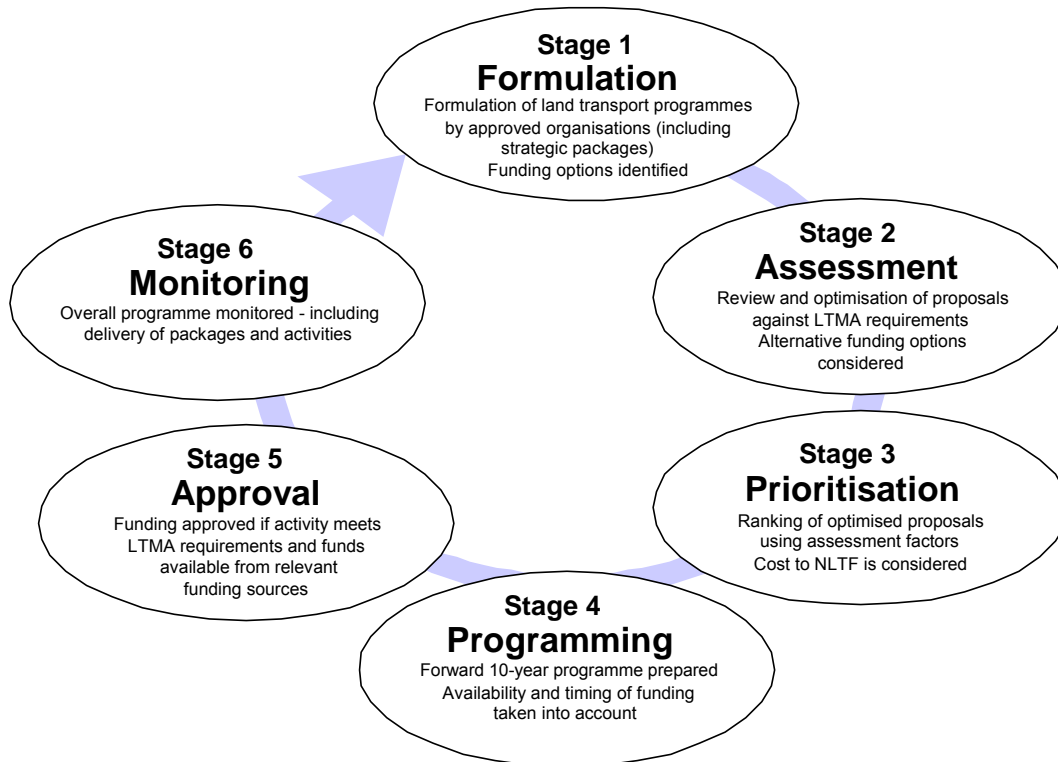 Stage 1
Formulation
Formulation of land transport programmes
by approved organisations (including
strategic packages)
Funding options identified
Stage 2
Assessment
Review and optimisation of proposals
against LTMA requirements
Alternative funding options
considered
Stage 3
Prioritisation
Ranking of optimised proposals
using assessment factors
Cost to NLTF is considered
Stage 4
Programming
Forward 10-year programme prepared
Availability and timing of funding
taken into account
Stage 5
Approval
Funding approved if activity meets
LTMA requirements and funds
available from relevant
funding sources
Stage 6
Monitoring
Overall programme monitored - including
delivery of packages and activities